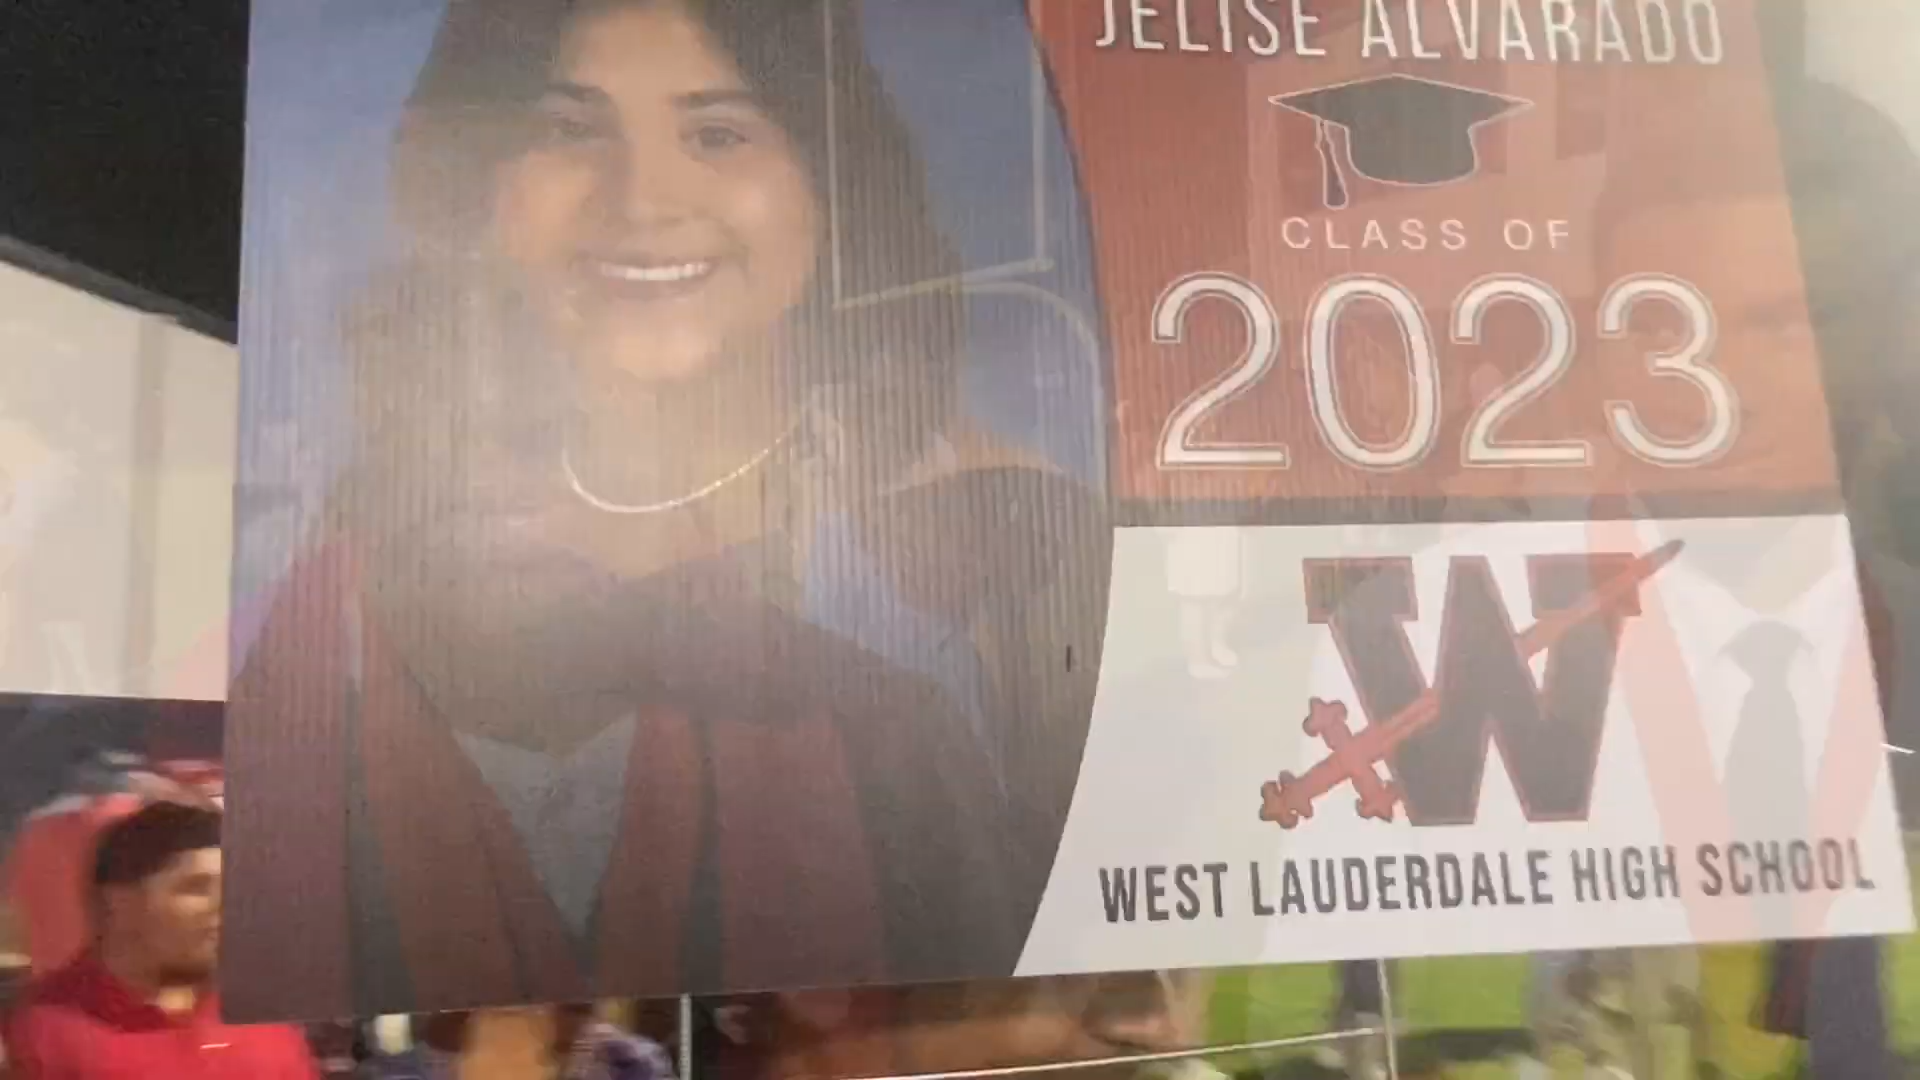 JELISE ALVARADO
CLASS OF
2023
W
WEST LAUDERDALE HIGH SCHOOL